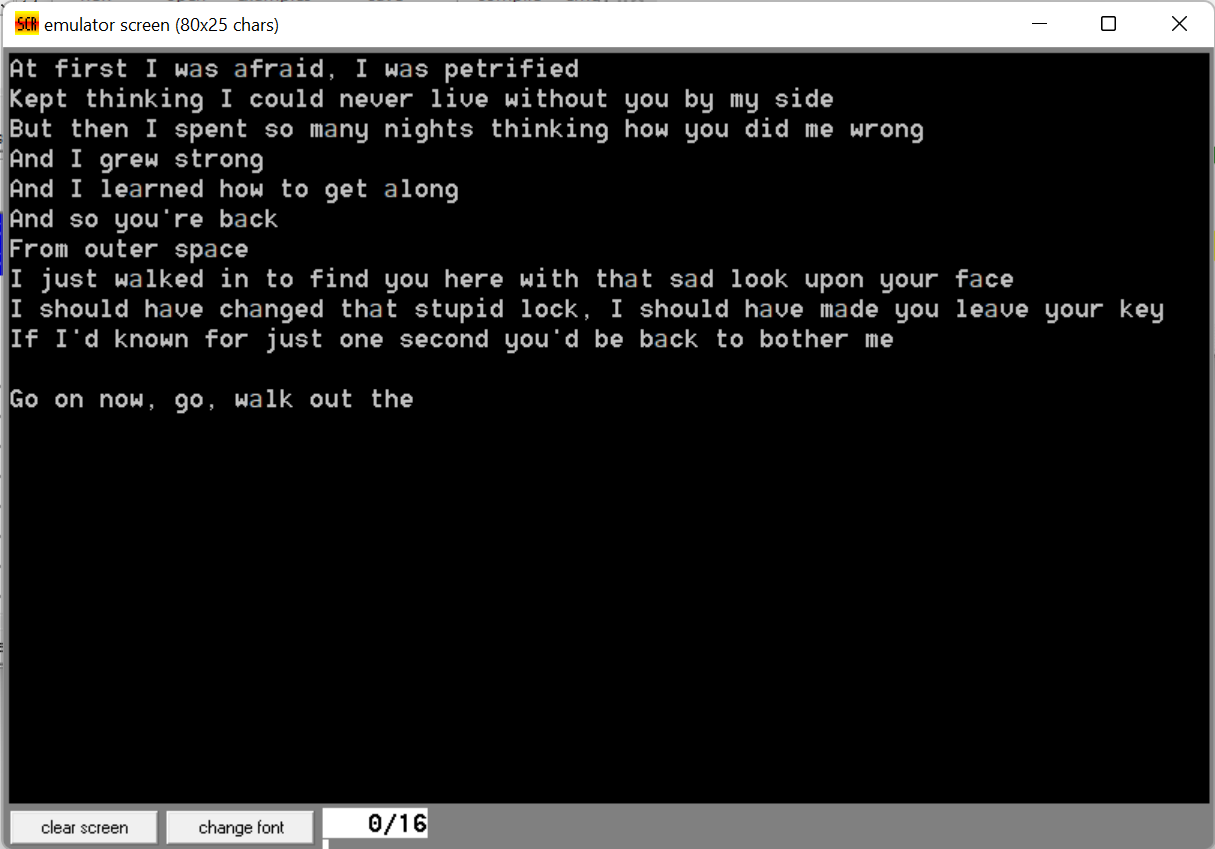 SCR emulator screen (80x25 chars)
At first I was afraid, I was petrified
Kept thinking I could never live without you by my side
But then I spent so many nights thinking how you did me wrong
And I grew strong
And I learned how to get along
And so you're back
From outer space
I just walked in to find you here with that sad look upon your face
I should have changed that stupid lock, I should have made you leave your key
If I'd known for just one second you'd be back to bother me
Go on now, go, walk out the
clear screen change font 0/16